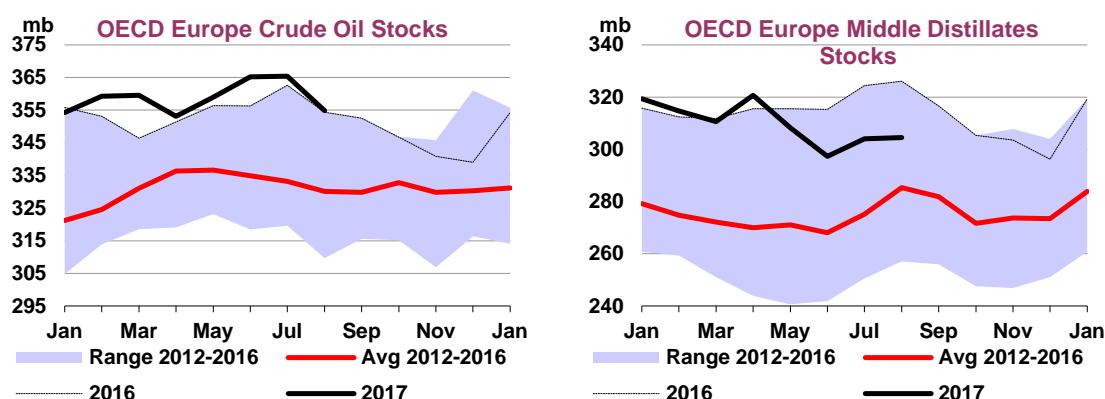 mb
OECD Europe Crude Oil Stocks
375
365
355
345
335
325
315
305
295
Jan Mar May Jul Sep Nov Jan
Range 2012-2016
Avg 2012-2016
2016
2017
mb
OECD Europe Middle Distillates
Stocks
340
320
300
280
260
240
Jan Mar May Jul Sep Nov Jan
Range 2012-2016
Avg 2012-2016
2016
2017